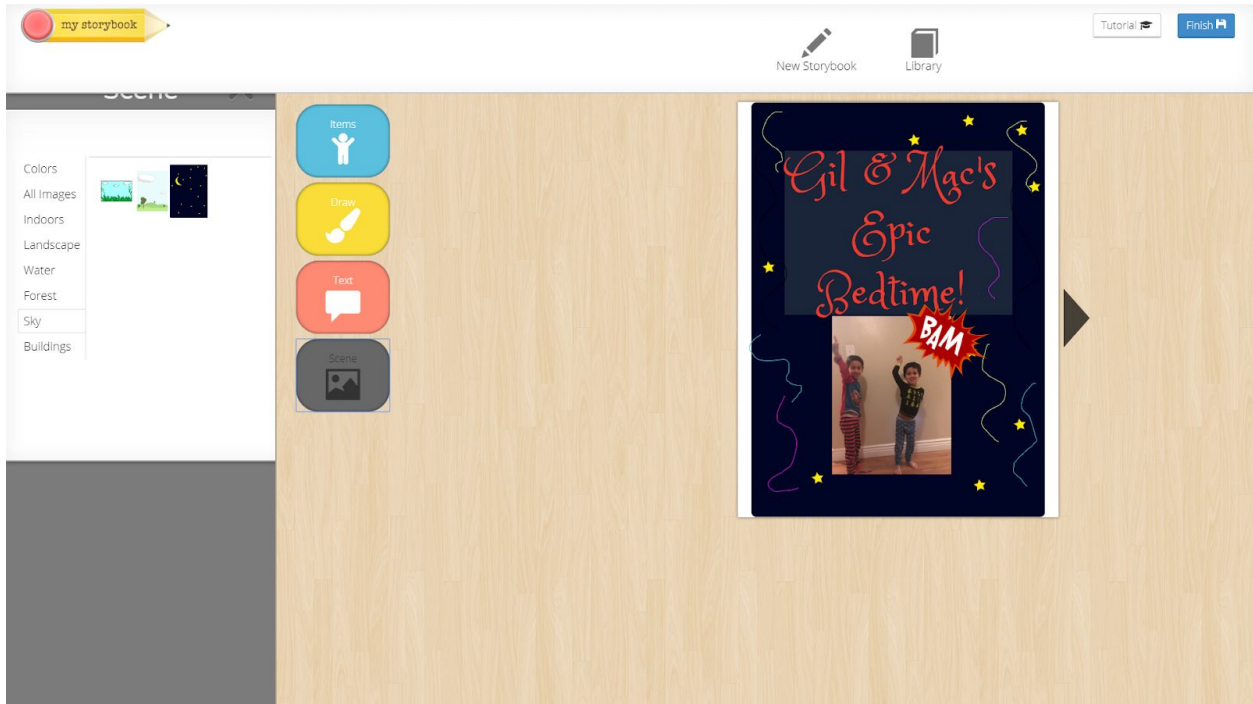 my storybook
New Storybook
Library
Tutorial
Finish
Scene
Colors
All Images
Indoors
Landscape
Water
Forest
Sky
Buildings
Items
Draw
Text
Scene
Gil & Mac's
Epic
Bedtime!
BAM